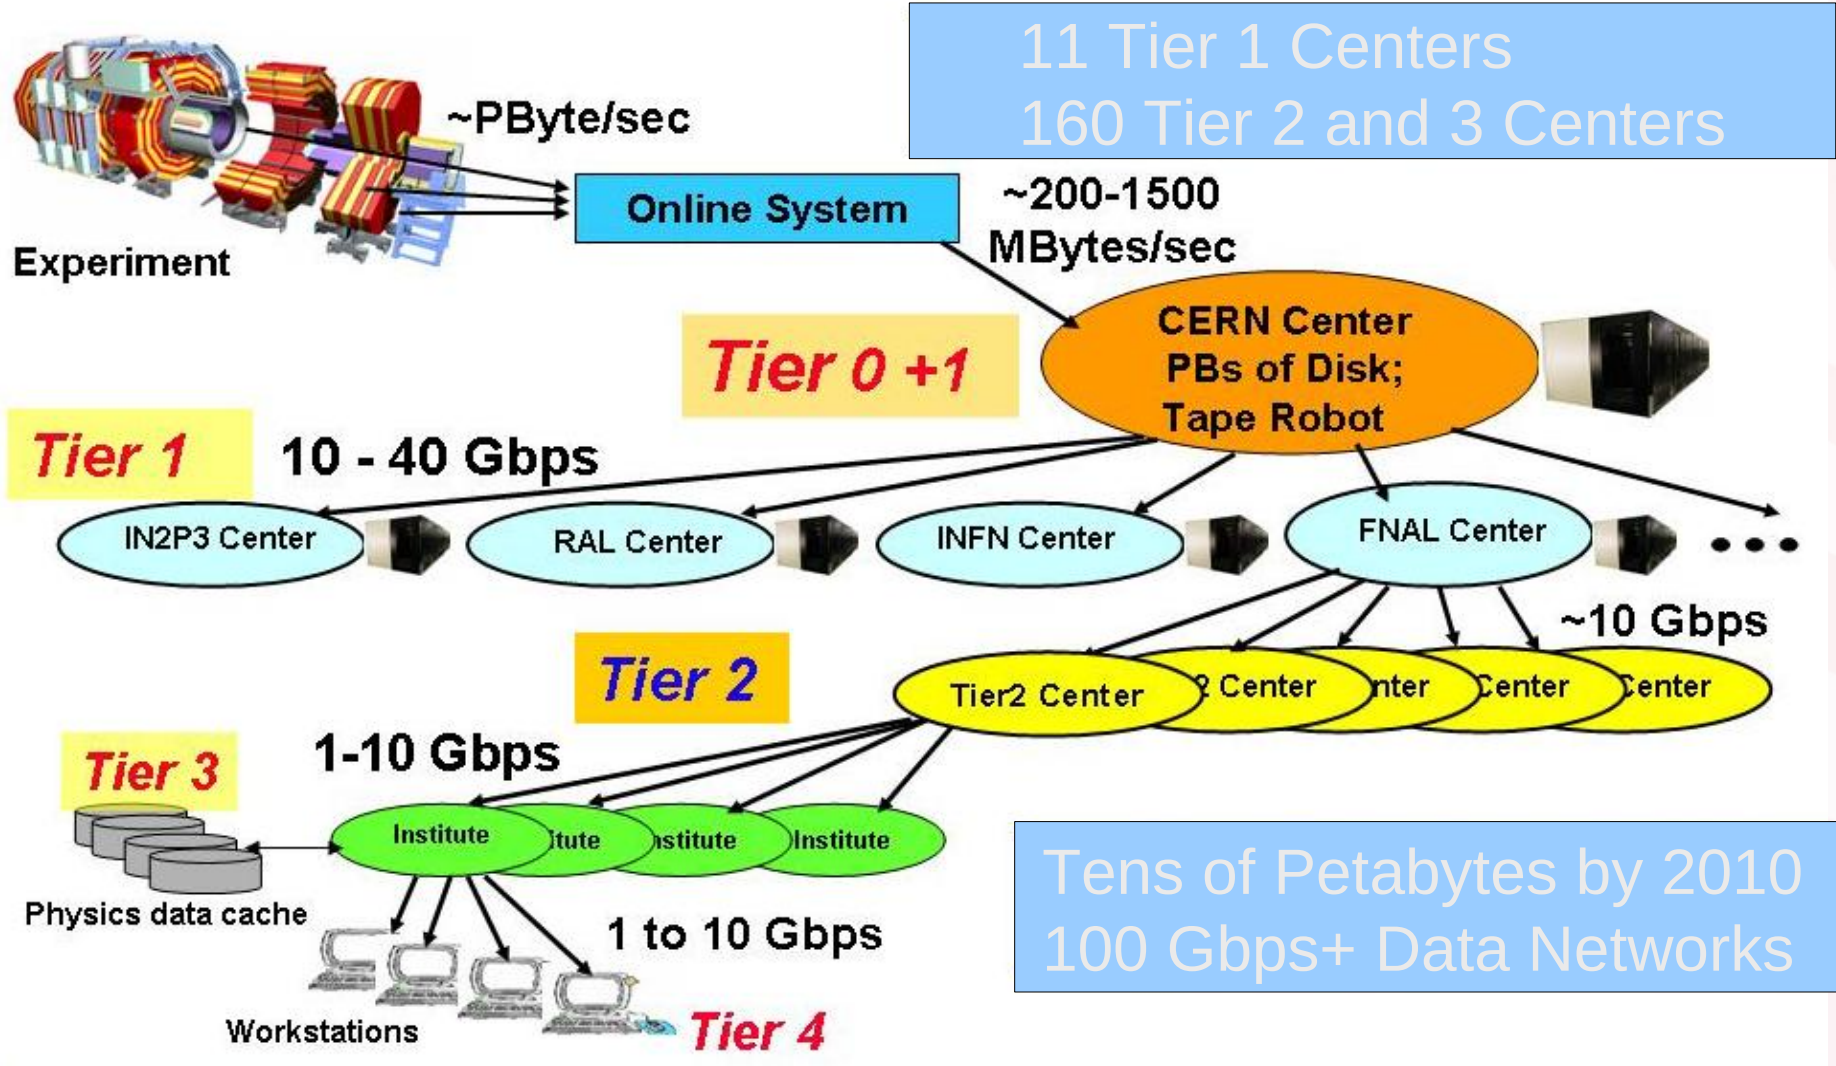 11 Tier 1 Centers
160 Tier 2 and 3 Centers
~PByte/sec
Online System
~200-1500
MBytes/sec
Experiment
CERN Center
PBs of Disk;
Tape Robot
Tier 0 +1
Tier 1
10 - 40 Gbps
IN2P3 Center
RAL Center
INFN Center
FNAL Center
~10 Gbps
Tier 2
Tier2 Center
2 Center
nter
Center
Center
Tier 3
1-10 Gbps
Institute
itute
nstitute
Institute
Physics data cache
1 to 10 Gbps
Workstations
Tier 4
Tens of Petabytes by 2010
100 Gbps+ Data Networks